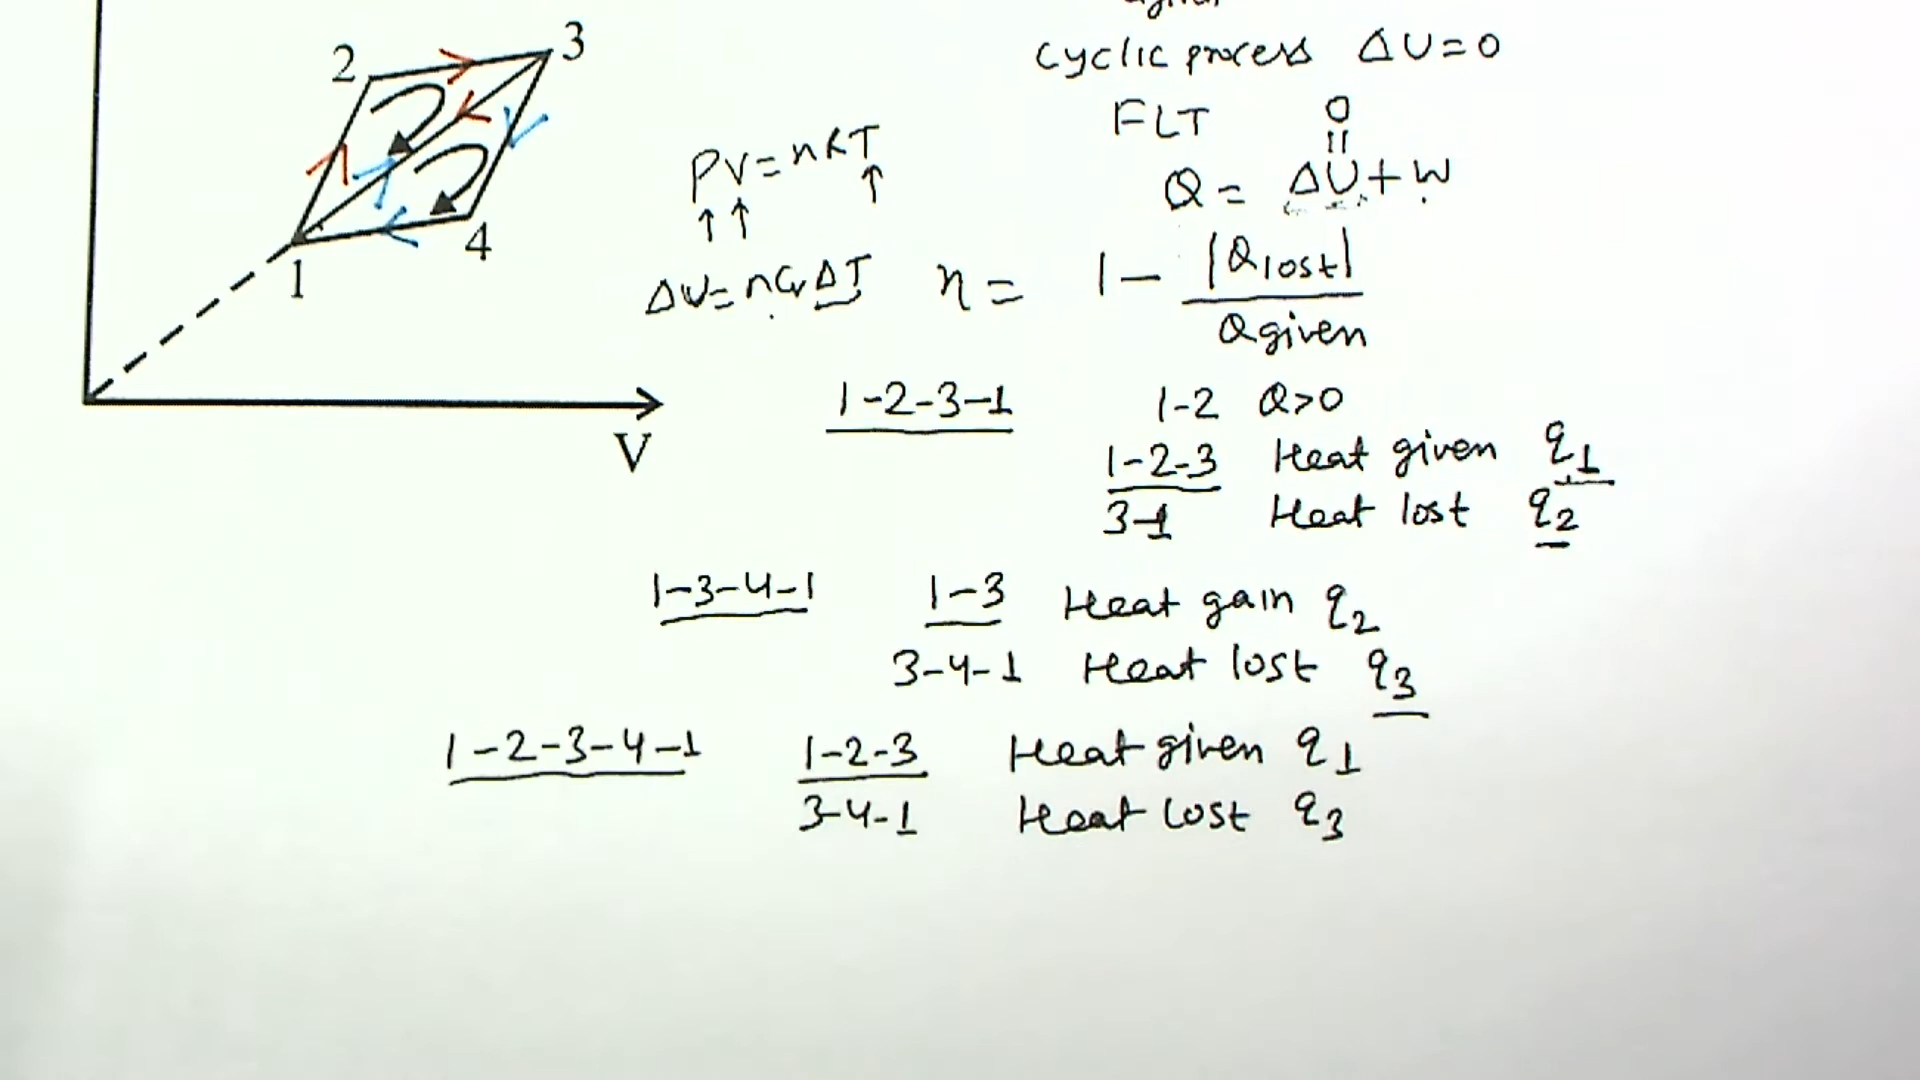 cyclic process ΔU=0
FLT
0
||
Q = ΔU+W
PV=nRT
↑ ↑ ↑
ΔU=nCvΔT
η = 1 - |Qlost| / Qgiven
2
3
4
1
V
1-2-3-1
1-2 Q>0
1-2-3 Heat given q1
3-1 Heat lost q2
1-3-4-1 1-3 Heat gain q2
3-4-1 Heat lost q3
1-2-3-4-1 1-2-3 Heat given q1
3-4-1 Heat lost q3